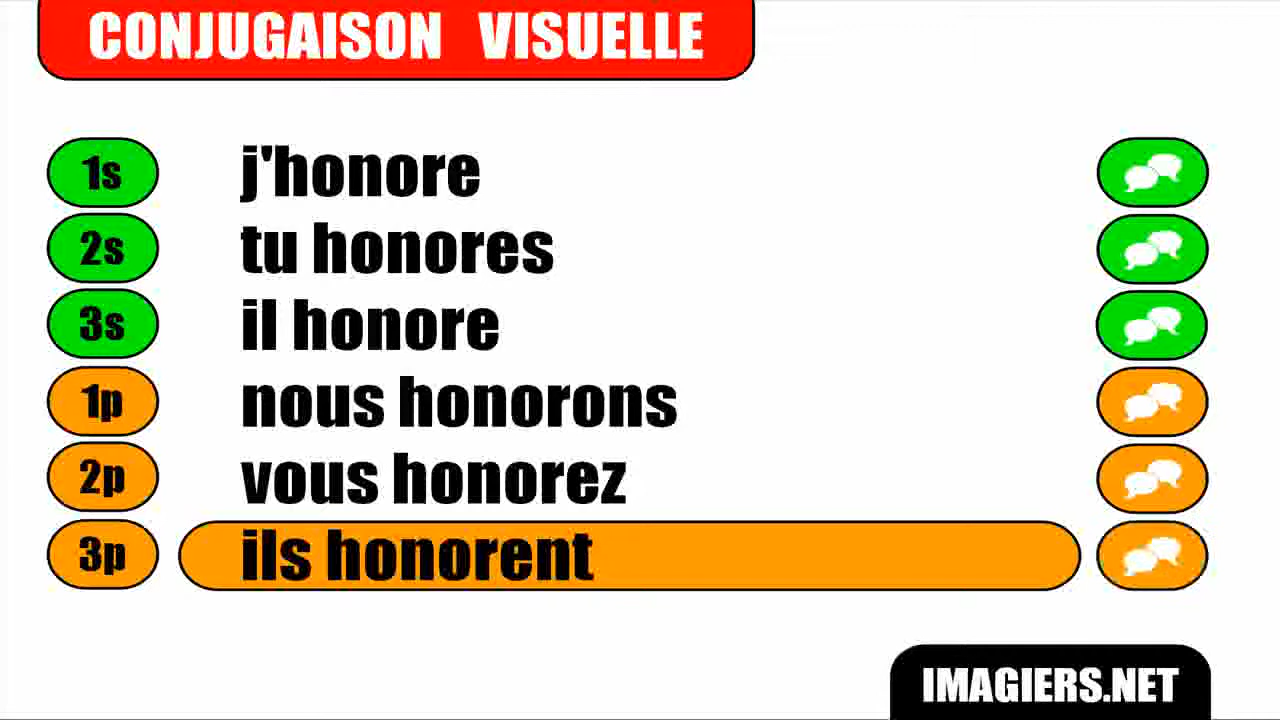 CONJUGAISON VISUELLE
1s j'honore
2s tu honores
3s il honore
1p nous honorons
2p vous honorez
3p ils honorent
IMAGIERS.NET